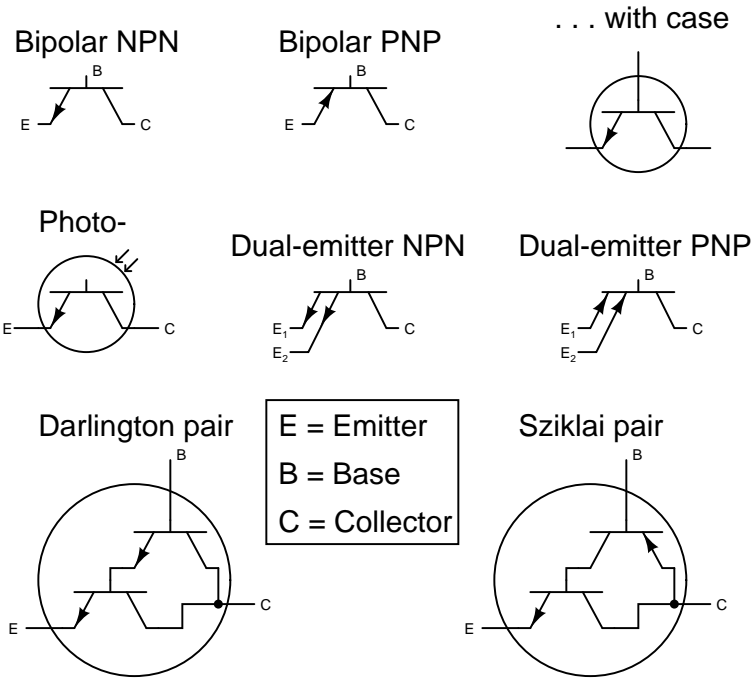 Bipolar NPN
B
E
C
Bipolar PNP
B
E
C
. . . with case
Photo-
E
C
Dual-emitter NPN
B
E1
C
E2
Dual-emitter PNP
B
E1
C
E2
Darlington pair
B
C
E
E = Emitter
B = Base
C = Collector
Sziklai pair
B
C
E